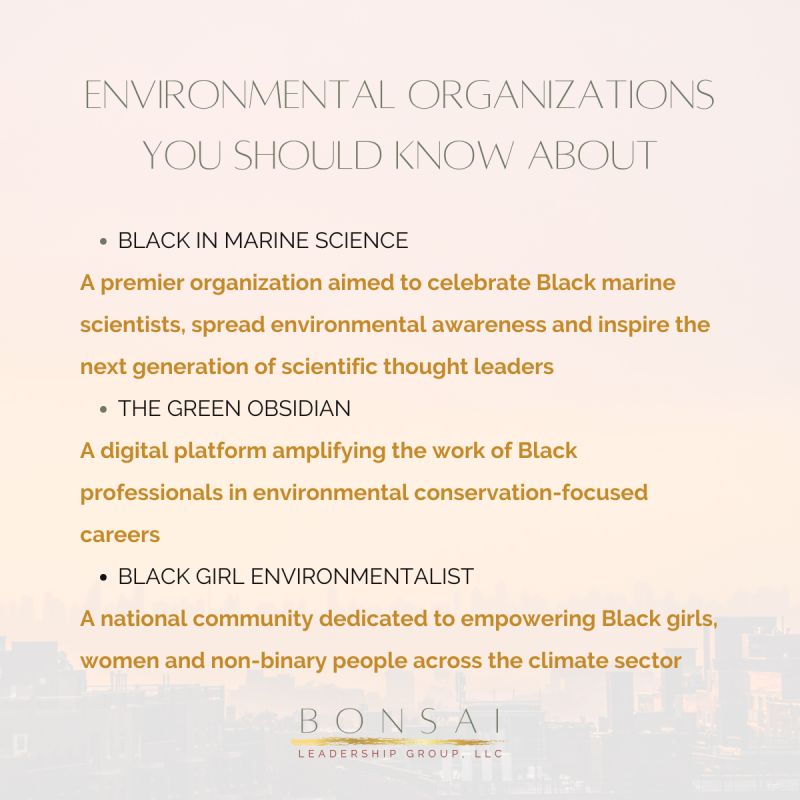 ENVIRONMENTAL ORGANIZATIONS
YOU SHOULD KNOW ABOUT
• BLACK IN MARINE SCIENCE
A premier organization aimed to celebrate Black marine
scientists, spread environmental awareness and inspire the
next generation of scientific thought leaders
• THE GREEN OBSIDIAN
A digital platform amplifying the work of Black
professionals in environmental conservation-focused
careers
• BLACK GIRL ENVIRONMENTALIST
A national community dedicated to empowering Black girls,
women and non-binary people across the climate sector
BONSAI
LEADERSHIP GROUP, LLC